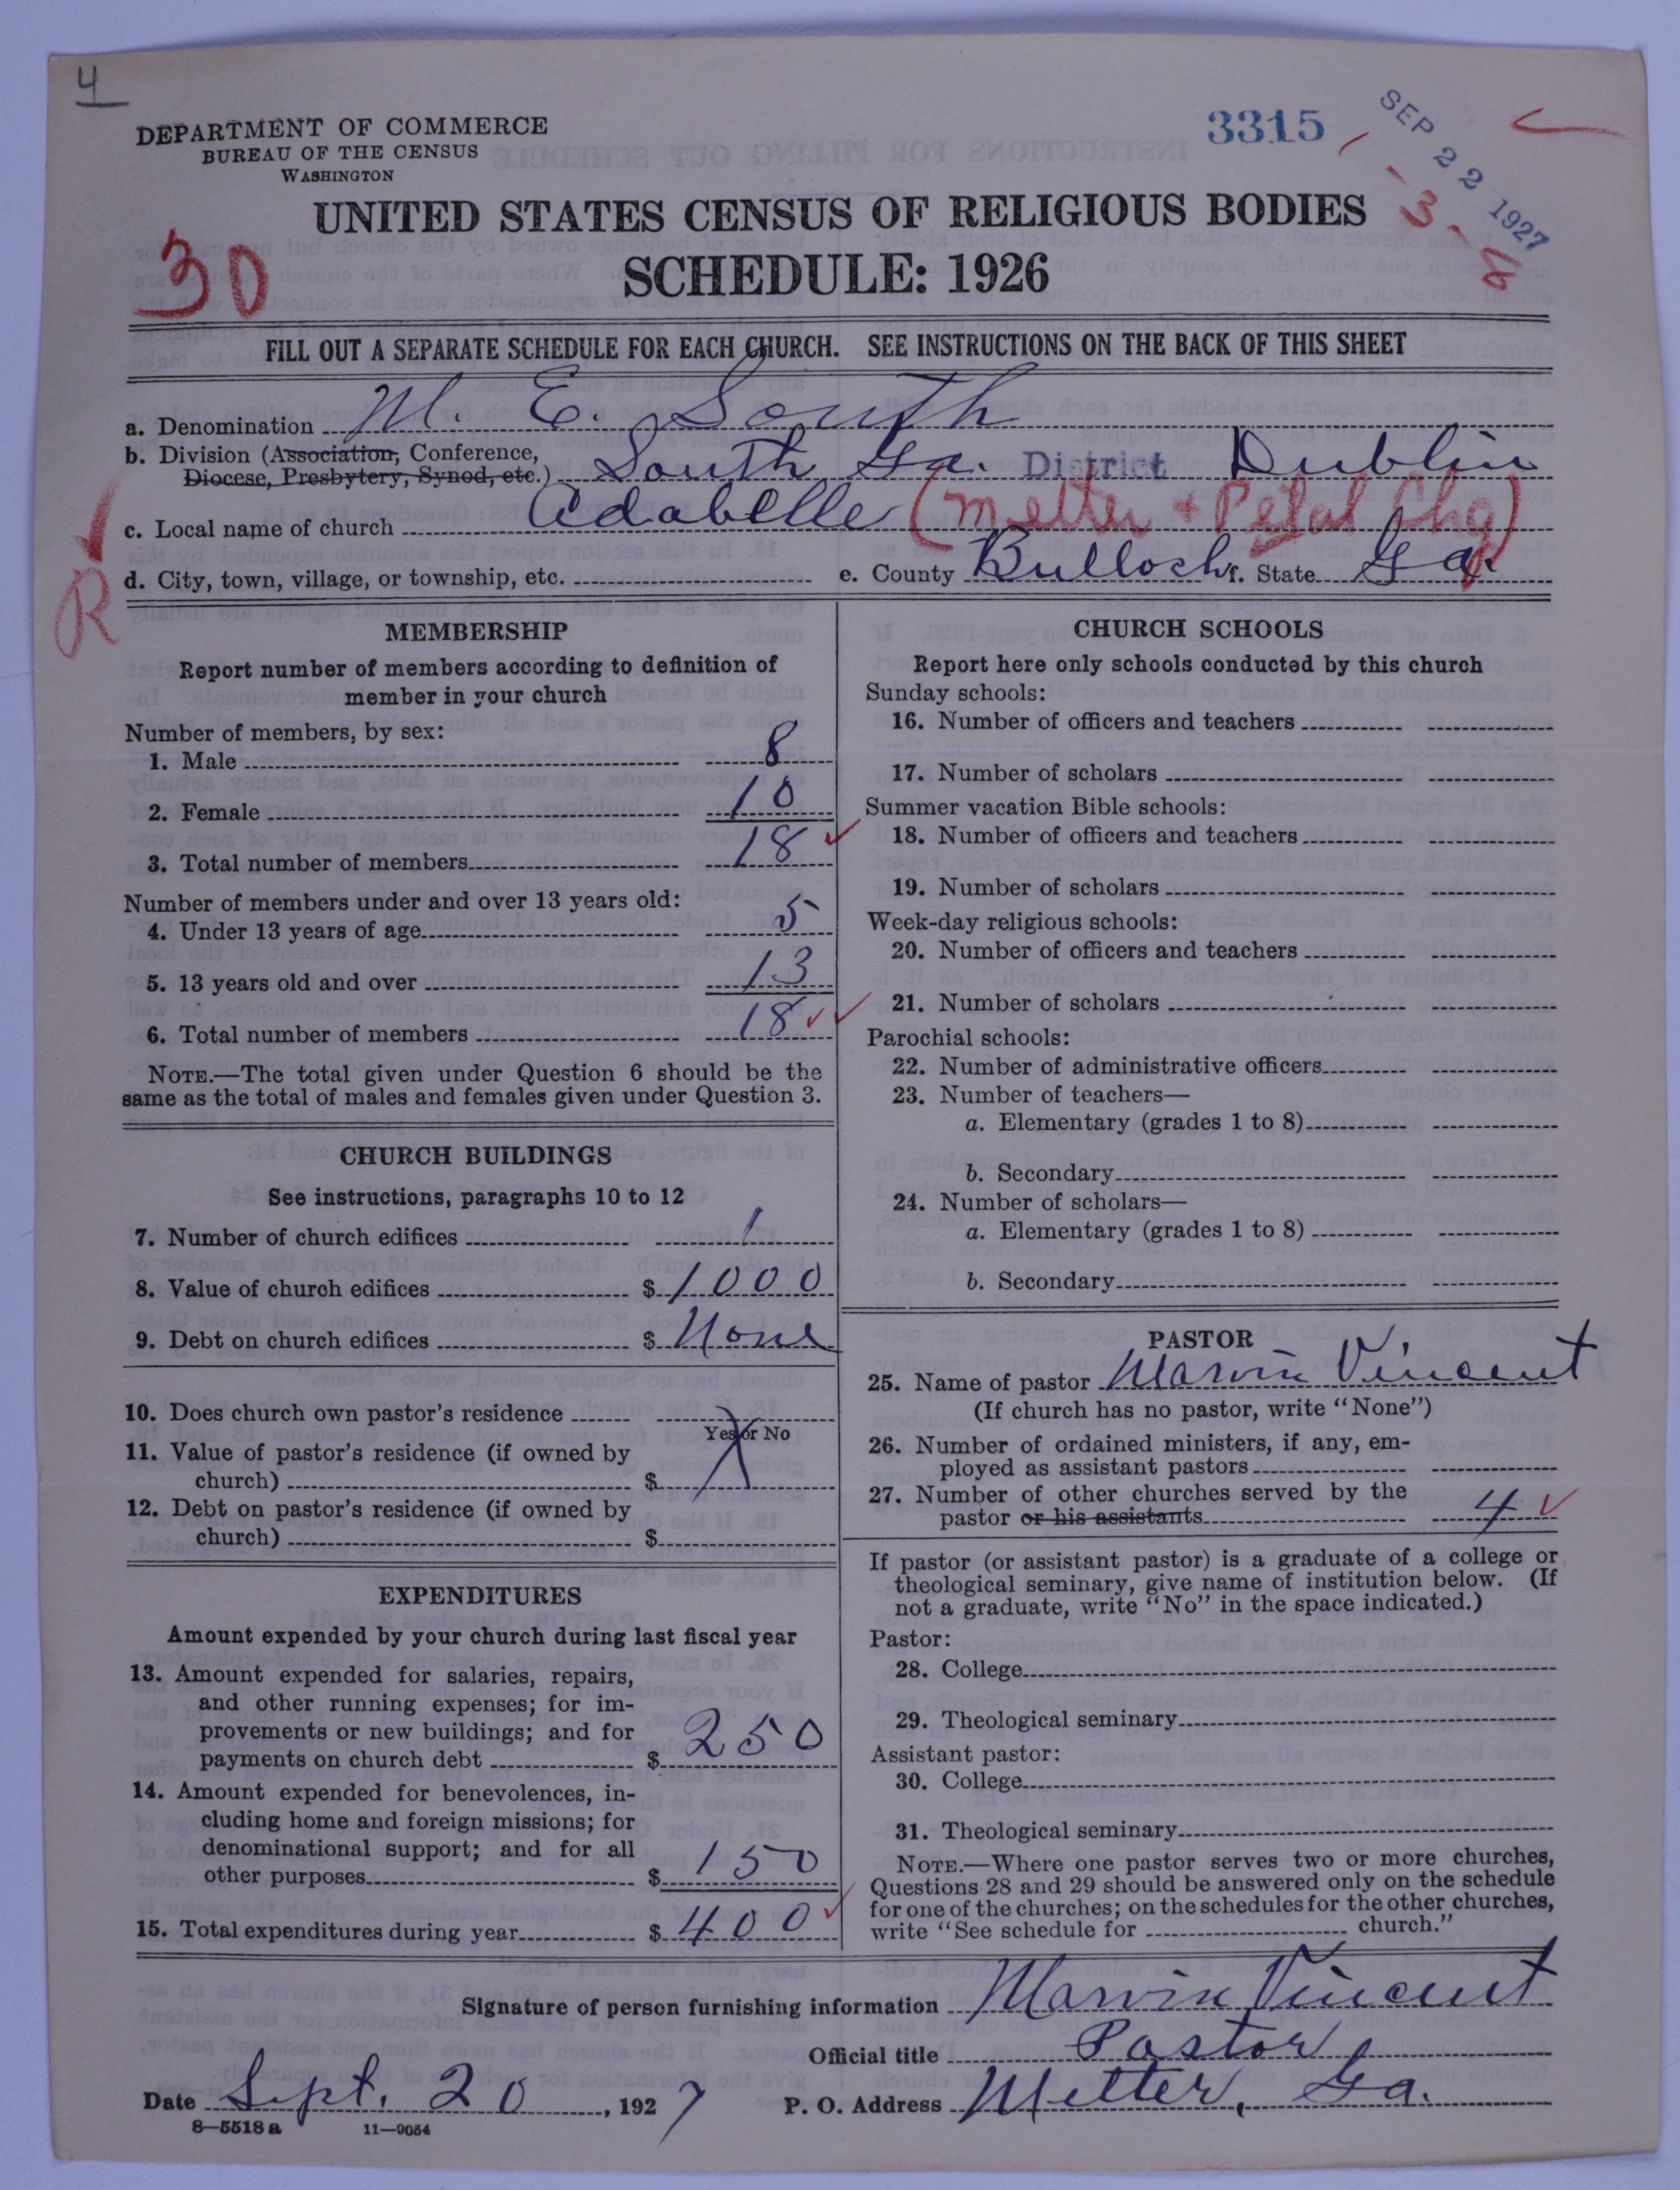 4
DEPARTMENT OF COMMERCE
BUREAU OF THE CENSUS
WASHINGTON
3315
SEP 22 1927
- 3 - 6
UNITED STATES CENSUS OF RELIGIOUS BODIES
30
SCHEDULE: 1926
FILL OUT A SEPARATE SCHEDULE FOR EACH CHURCH. SEE INSTRUCTIONS ON THE BACK OF THIS SHEET
a. Denomination M. E. South
b. Division (Association, Conference, Diocese, Presbytery, Synod, etc.) South Ga. District Dublin
c. Local name of church Adabelle (Metter + Petal Chg)
R
d. City, town, village, or township, etc. e. County Bulloch f. State Ga.
MEMBERSHIP
Report number of members according to definition of
member in your church
Number of members, by sex:
1. Male 8
2. Female 10
3. Total number of members 18
Number of members under and over 13 years old:
4. Under 13 years of age 5
5. 13 years old and over 13
6. Total number of members 18
NOTE.—The total given under Question 6 should be the
same as the total of males and females given under Question 3.
CHURCH BUILDINGS
See instructions, paragraphs 10 to 12
7. Number of church edifices 1
8. Value of church edifices $ 1000
9. Debt on church edifices $ None
10. Does church own pastor's residence
Yes or No
11. Value of pastor's residence (if owned by
church) $
12. Debt on pastor's residence (if owned by
church) $
EXPENDITURES
Amount expended by your church during last fiscal year
13. Amount expended for salaries, repairs,
and other running expenses; for im-
provements or new buildings; and for
payments on church debt $ 250
14. Amount expended for benevolences, in-
cluding home and foreign missions; for
denominational support; and for all
other purposes $ 150
15. Total expenditures during year $ 400
CHURCH SCHOOLS
Report here only schools conducted by this church
Sunday schools:
16. Number of officers and teachers
17. Number of scholars
Summer vacation Bible schools:
18. Number of officers and teachers
19. Number of scholars
Week-day religious schools:
20. Number of officers and teachers
21. Number of scholars
Parochial schools:
22. Number of administrative officers
23. Number of teachers—
a. Elementary (grades 1 to 8)
b. Secondary
24. Number of scholars—
a. Elementary (grades 1 to 8)
b. Secondary
PASTOR
25. Name of pastor Marvin Vincent
(If church has no pastor, write "None")
26. Number of ordained ministers, if any, em-
ployed as assistant pastors
27. Number of other churches served by the
pastor or his assistants 4
If pastor (or assistant pastor) is a graduate of a college or
theological seminary, give name of institution below. (If
not a graduate, write "No" in the space indicated.)
Pastor:
28. College
29. Theological seminary
Assistant pastor:
30. College
31. Theological seminary
NOTE.—Where one pastor serves two or more churches,
Questions 28 and 29 should be answered only on the schedule
for one of the churches; on the schedules for the other churches,
write "See schedule for church."
Signature of person furnishing information Marvin Vincent
Official title Pastor
Date Sept. 20, 1927 P. O. Address Metter, Ga.
8—5518 a 11—9054